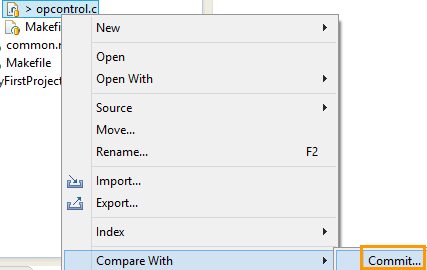 > opcontrol.c
Makefi
common.m
Makefile
yFirstProject
New
Open
Open With
Source
Move...
Rename... F2
Import...
Export...
Index
Compare With
Commit...